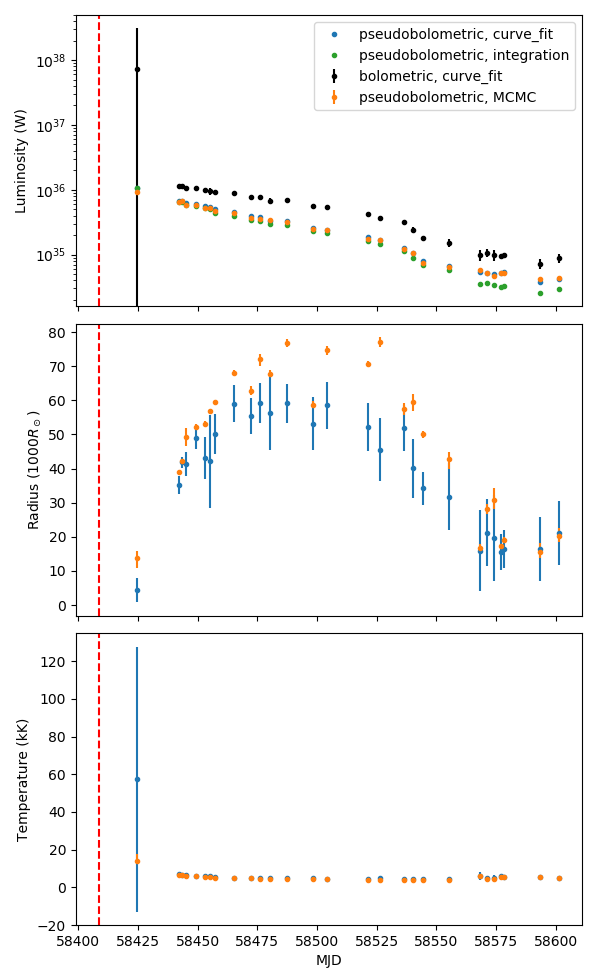 pseudobolometric, curve_fit
pseudobolometric, integration
bolometric, curve_fit
pseudobolometric, MCMC
Luminosity (W)
10^38
10^37
10^36
10^35
Radius (1000R_⊙)
80
70
60
50
40
30
20
10
0
Temperature (kK)
120
100
80
60
40
20
0
−20
58400 58425 58450 58475 58500 58525 58550 58575 58600
MJD